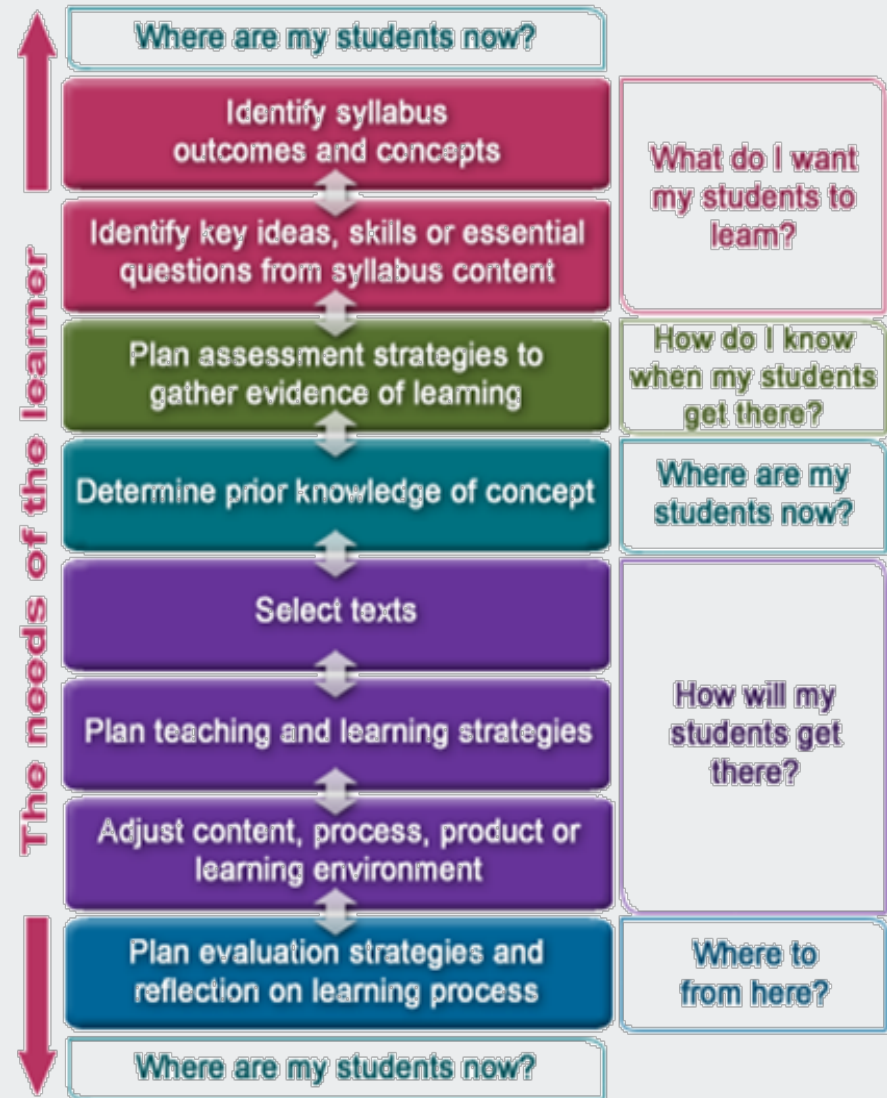 Where are my students now?
Identify syllabus
outcomes and concepts
What do I want
my students to
learn?
Identify key ideas, skills or essential
questions from syllabus content
Plan assessment strategies to
gather evidence of learning
How do I know
when my students
get there?
Determine prior knowledge of concept
Where are my
students now?
Select texts
Plan teaching and learning strategies
How will my
students get
there?
Adjust content, process, product or
learning environment
Plan evaluation strategies and
reflection on learning process
Where to
from here?
Where are my students now?
The needs of the learner